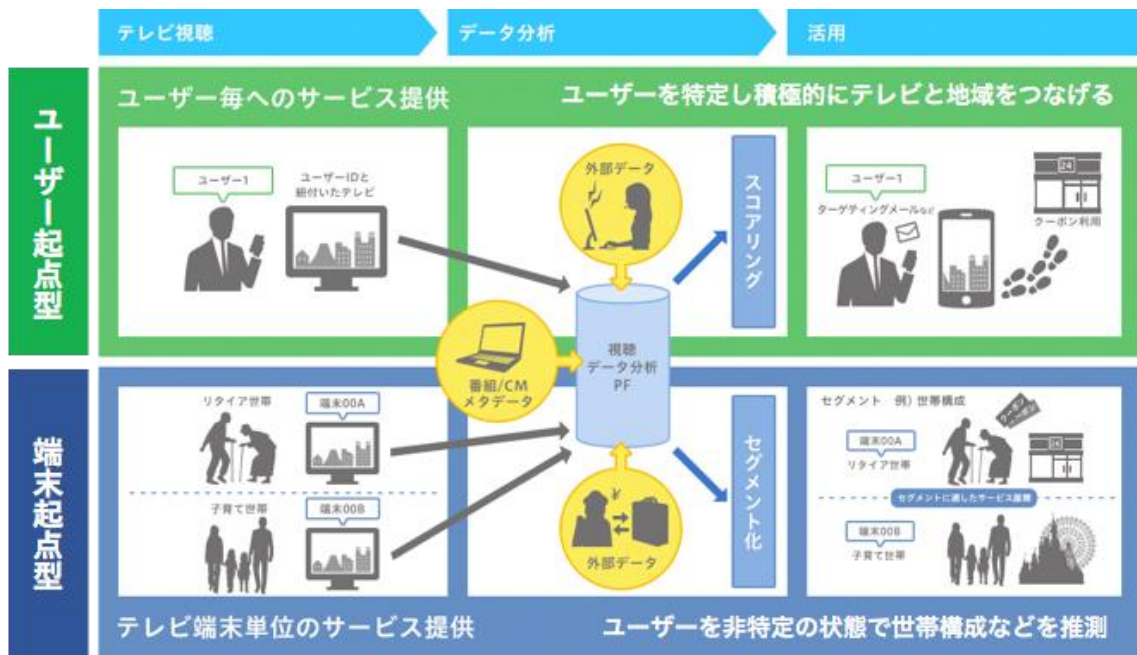 テレビ視聴
データ分析
活用
ユーザー起点型
ユーザー毎へのサービス提供
ユーザーを特定し積極的にテレビと地域をつなげる
ユーザー1
ユーザーIDと
紐付いたテレビ
外部データ
スコアリング
ユーザー1
ターゲティングメールなど
24
クーポン利用
番組/CM
メタデータ
視聴
データ分析
PF
端末起点型
リタイア世帯
端末00A
子育て世帯
端末00B
¥
外部データ
セグメント化
セグメント 例) 世帯構成
クーポン
端末00A
リタイア世帯
24
セグメントに適したサービス展開
端末00B
子育て世帯
テレビ端末単位のサービス提供
ユーザーを非特定の状態で世帯構成などを推測